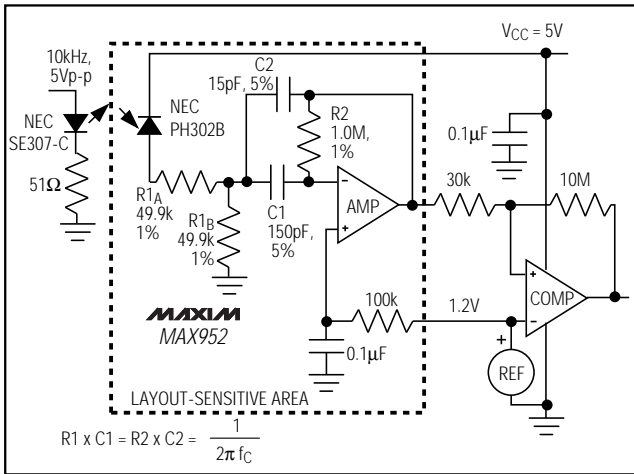 VCC = 5V
10kHz,
5Vp-p
NEC
SE307-C
51Ω
NEC
PH302B
C2
15pF, 5%
R2
1.0M,
1%
0.1µF
R1A
49.9k
1%
R1B
49.9k
1%
C1
150pF,
5%
−
AMP
+
30k
10M
+
COMP
−
MAXIM
MAX952
100k
1.2V
0.1µF
+
REF
LAYOUT-SENSITIVE AREA
R1 x C1 = R2 x C2 = 1
2π fC